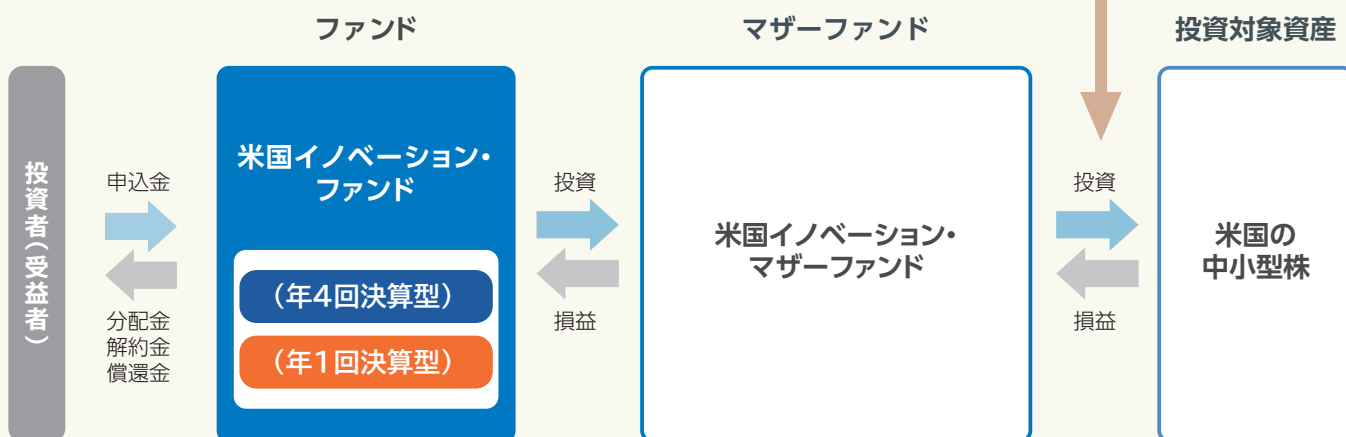 ファンド
マザーファンド
投資対象資産
投資者(受益者)
申込金
分配金
解約金
償還金
米国イノベーション・
ファンド
(年4回決算型)
(年1回決算型)
投資
損益
米国イノベーション・
マザーファンド
投資
損益
米国の
中小型株